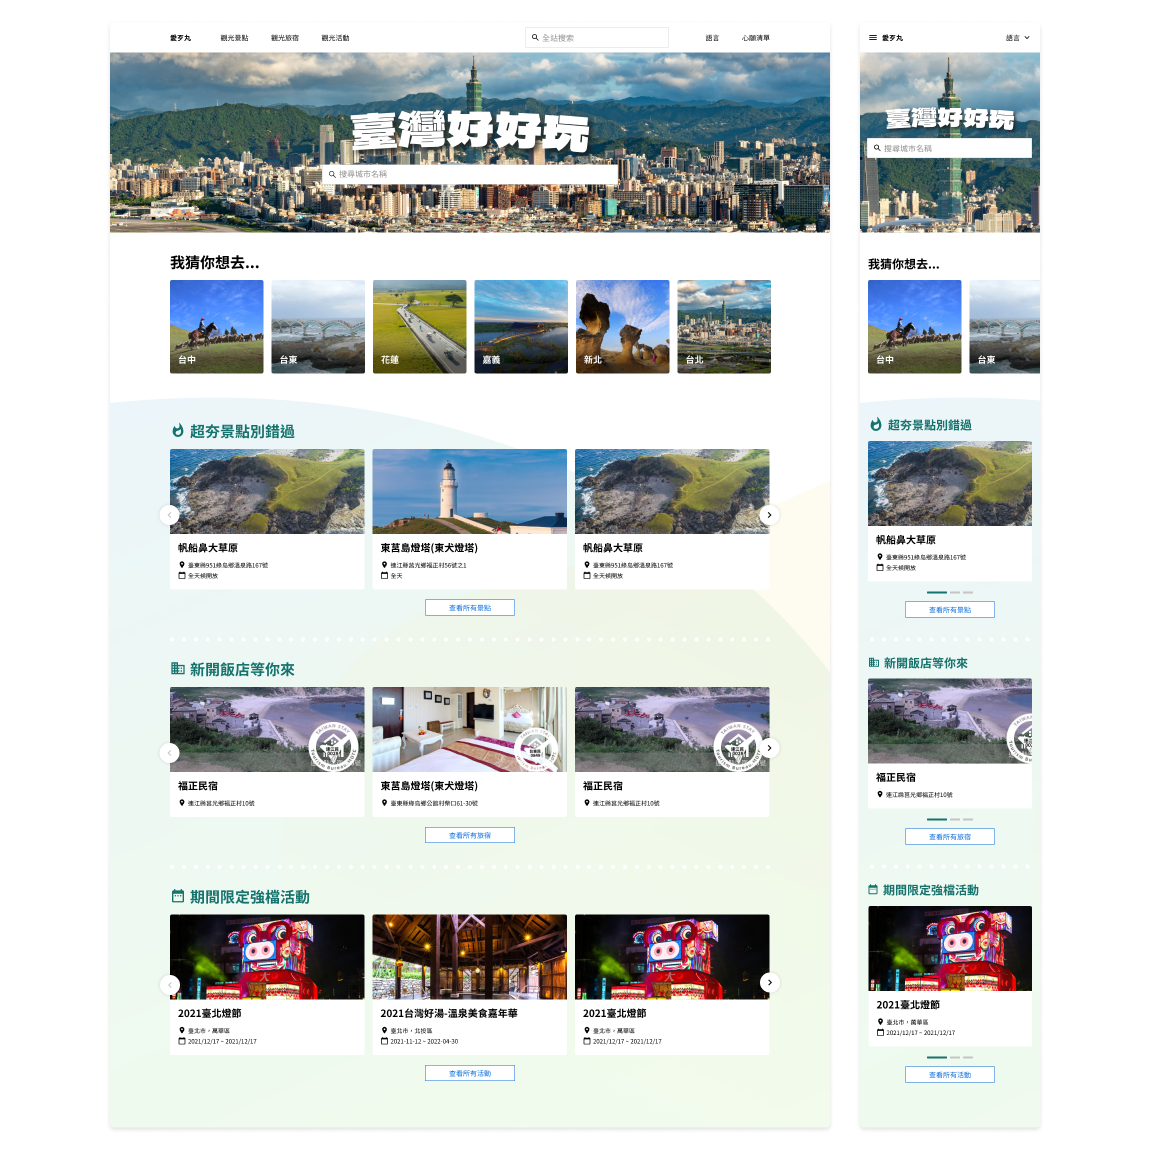 愛歹丸
觀光景點
觀光旅宿
觀光活動
全站搜索
語言
心願清單
臺灣好好玩
搜尋城市名稱
我猜你想去...
台中
台東
花蓮
嘉義
新北
台北
超夯景點別錯過
帆船鼻大草原
臺東縣951綠島鄉溫泉路167號
全天候開放
東莒島燈塔(東犬燈塔)
連江縣莒光鄉福正村56號之1
全天
帆船鼻大草原
臺東縣951綠島鄉溫泉路167號
全天候開放
查看所有景點
新開飯店等你來
福正民宿
連江縣莒光鄉福正村10號
東莒島燈塔(東犬燈塔)
臺東縣綠島鄉公館村柴口61-30號
福正民宿
連江縣莒光鄉福正村10號
查看所有旅宿
期間限定強檔活動
2021臺北燈節
臺北市，萬華區
2021/12/17 ~ 2021/12/17
2021台灣好湯-溫泉美食嘉年華
臺北市，北投區
2021-11-12 ~ 2022-04-30
2021臺北燈節
臺北市，萬華區
2021/12/17 ~ 2021/12/17
查看所有活動
愛歹丸
語言
臺灣好好玩
搜尋城市名稱
我猜你想去...
台中
台東
超夯景點別錯過
帆船鼻大草原
臺東縣951綠島鄉溫泉路167號
全天候開放
查看所有景點
新開飯店等你來
福正民宿
連江縣莒光鄉福正村10號
查看所有旅宿
期間限定強檔活動
2021臺北燈節
臺北市，萬華區
2021/12/17 ~ 2021/12/17
查看所有活動